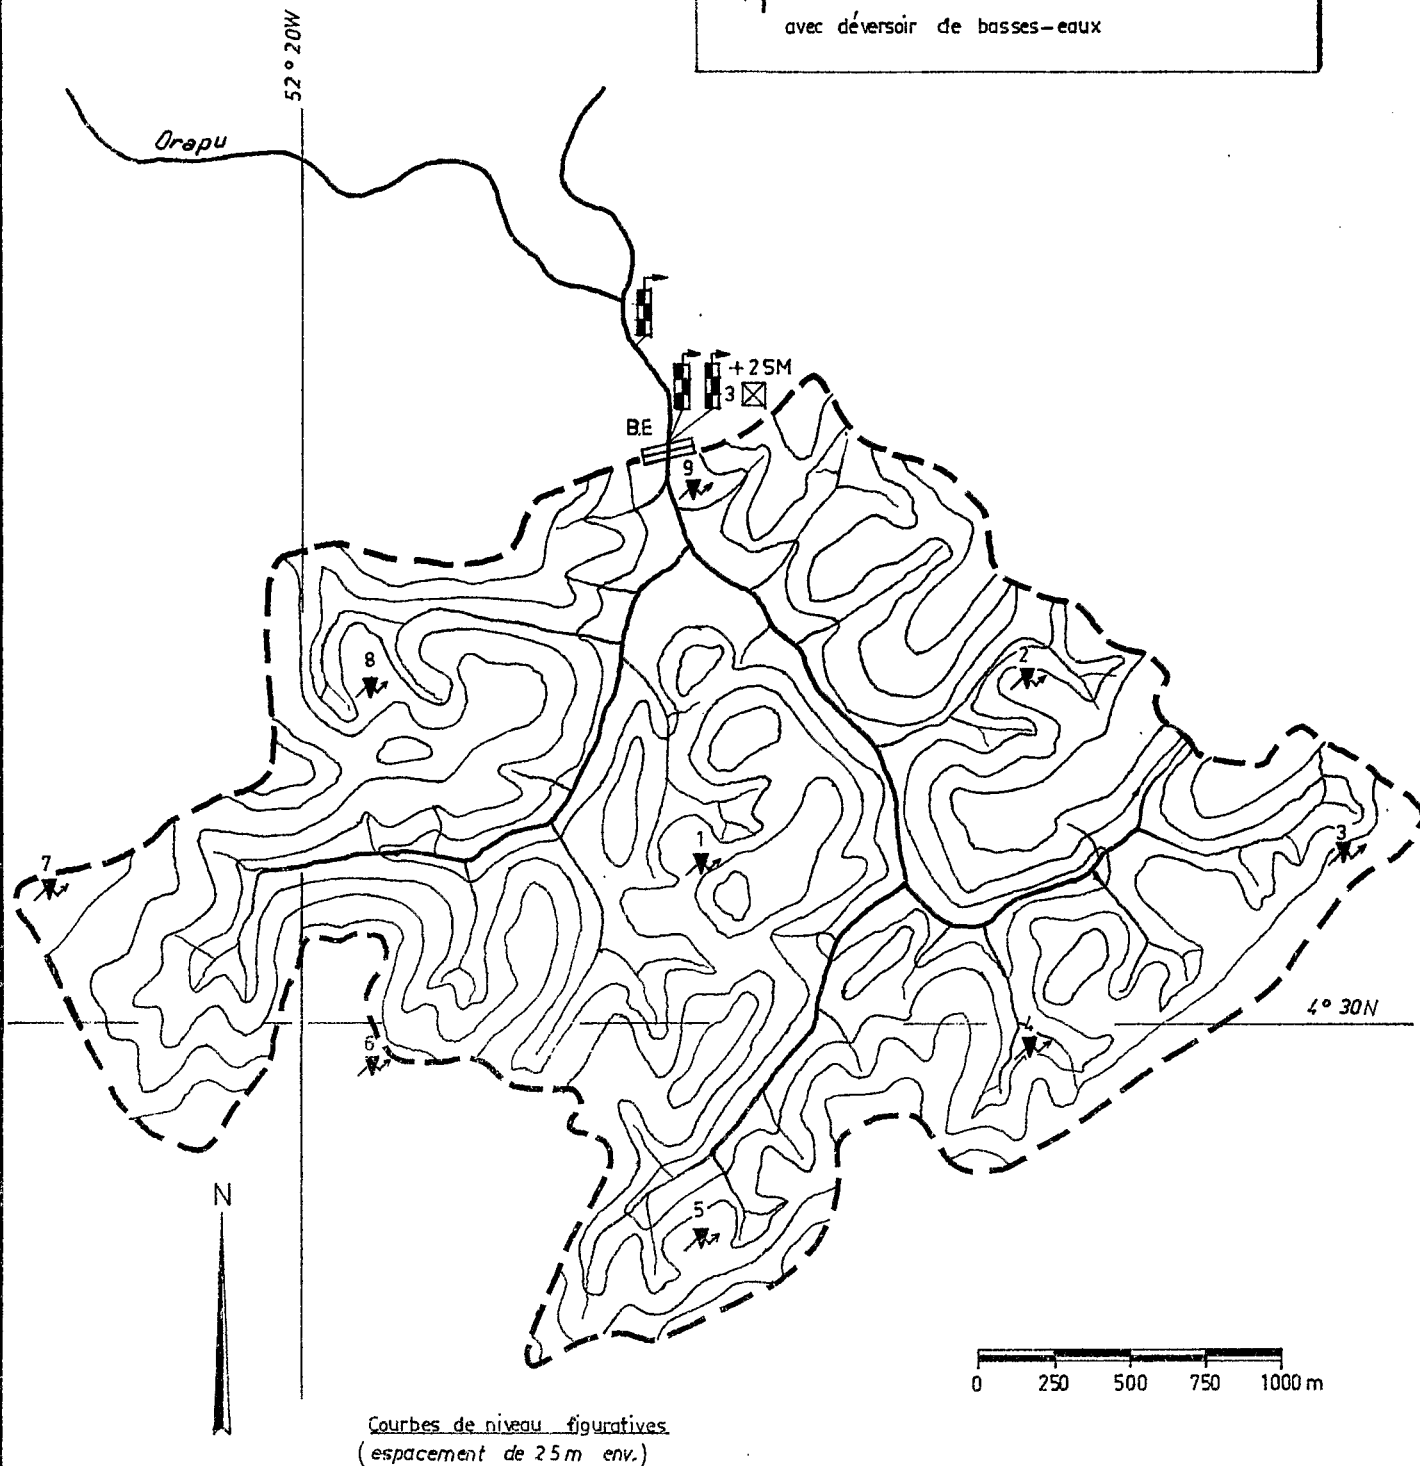 avec déversoir de basses-eaux
52° 20W
Orapu
+25M
3
B.E
9
2
8
3
1
7
4° 30N
4
6
N
5
0 250 500 750 1000 m
Courbes de niveau figuratives
(espacement de 25m env.)